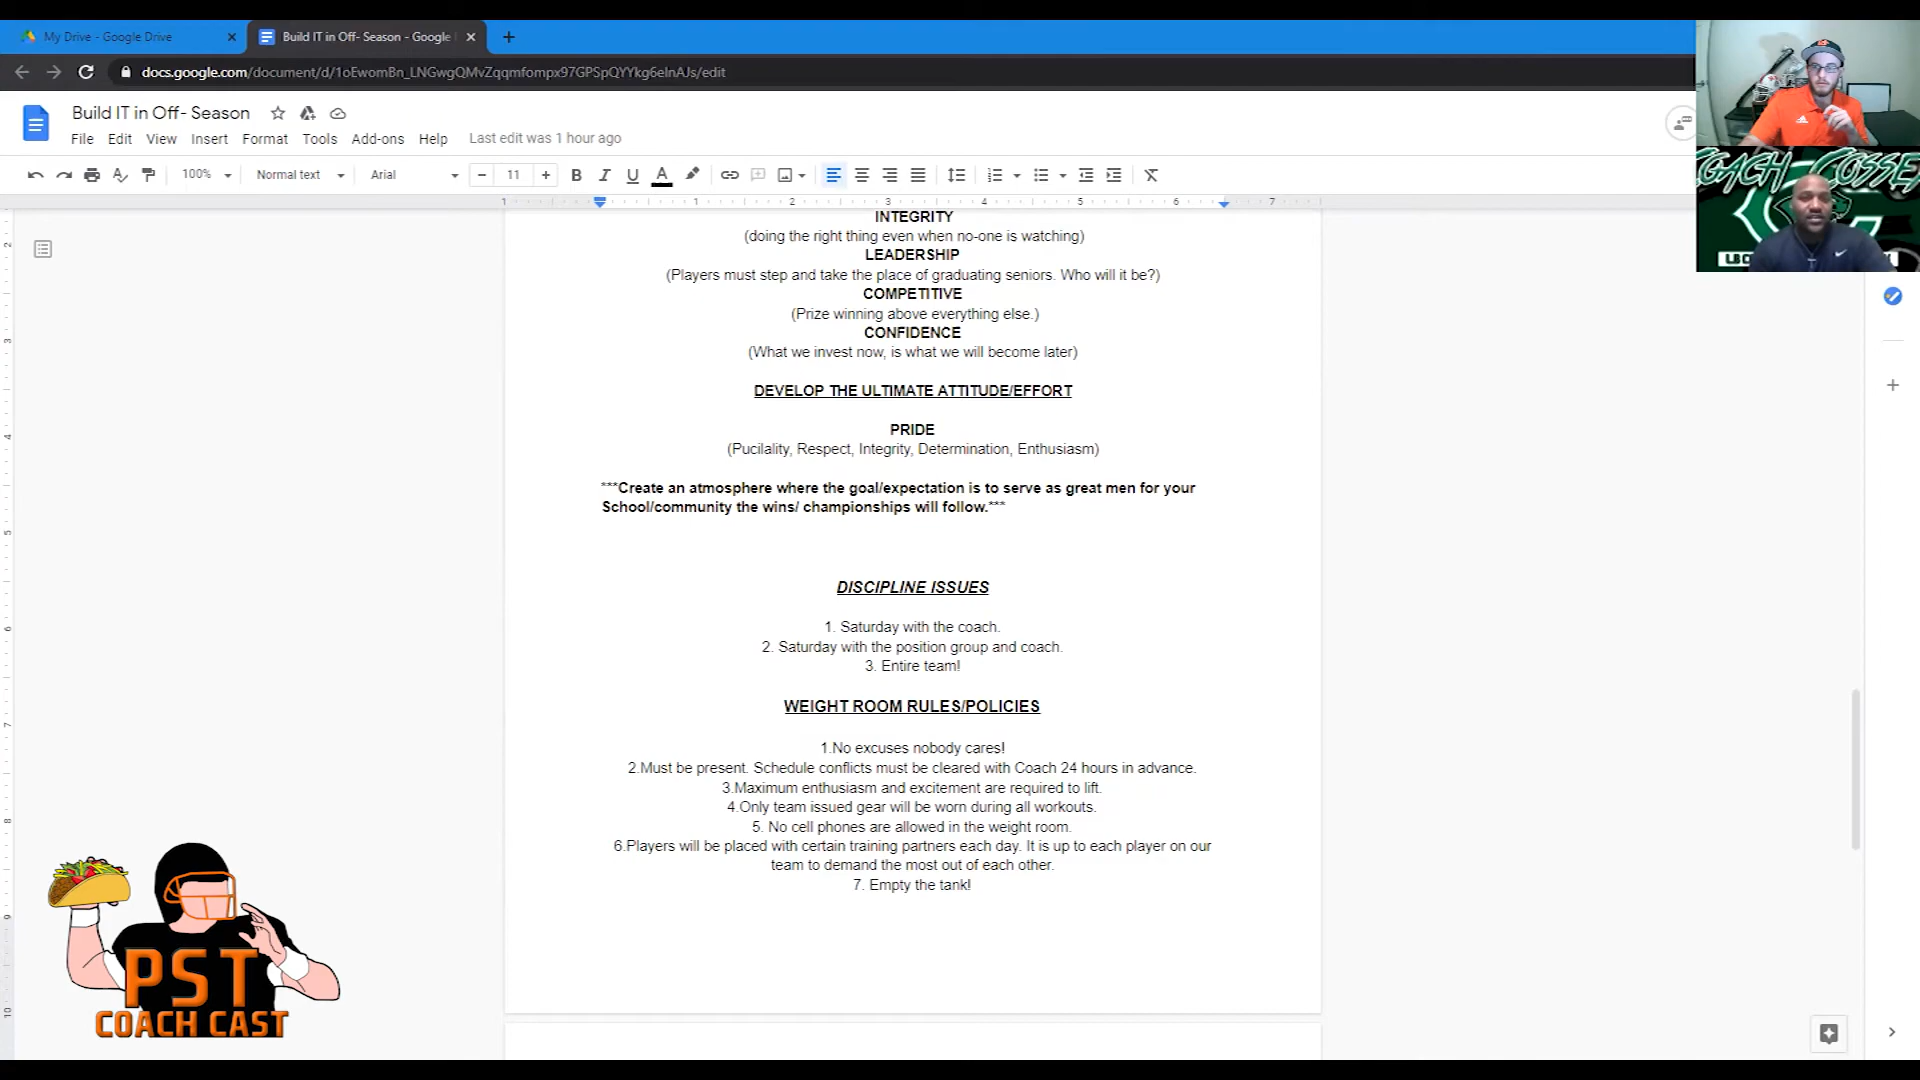 My Drive - Google Drive
Build IT in Off- Season - Google
docs.google.com/document/d/1oEwomBn_LNGwgQMvZqqmfompx97GPSpQYYkg6eInAJs/edit
Build IT in Off- Season
File Edit View Insert Format Tools Add-ons Help Last edit was 1 hour ago
100% Normal text Arial 11
COACH COSSEY
INTEGRITY
(doing the right thing even when no-one is watching)
LEADERSHIP
(Players must step and take the place of graduating seniors. Who will it be?)
COMPETITIVE
(Prize winning above everything else.)
CONFIDENCE
(What we invest now, is what we will become later)
DEVELOP THE ULTIMATE ATTITUDE/EFFORT
PRIDE
(Pucilality, Respect, Integrity, Determination, Enthusiasm)
***Create an atmosphere where the goal/expectation is to serve as great men for your
School/community the wins/ championships will follow.***
DISCIPLINE ISSUES
1. Saturday with the coach.
2. Saturday with the position group and coach.
3. Entire team!
WEIGHT ROOM RULES/POLICIES
1.No excuses nobody cares!
2.Must be present. Schedule conflicts must be cleared with Coach 24 hours in advance.
3.Maximum enthusiasm and excitement are required to lift.
4.Only team issued gear will be worn during all workouts.
5. No cell phones are allowed in the weight room.
6.Players will be placed with certain training partners each day. It is up to each player on our
team to demand the most out of each other.
7. Empty the tank!
PST
COACH CAST